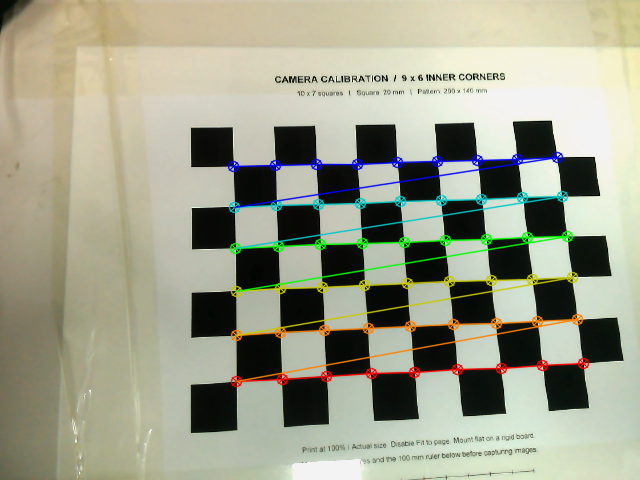 CAMERA CALIBRATION / 9 x 6 INNER CORNERS
10 x 7 squares | Square 20 mm | Pattern 200 x 140 mm
Print at 100% / Actual size. Disable Fit to page. Mount flat on a rigid board.
and the 100 mm ruler below before capturing images.